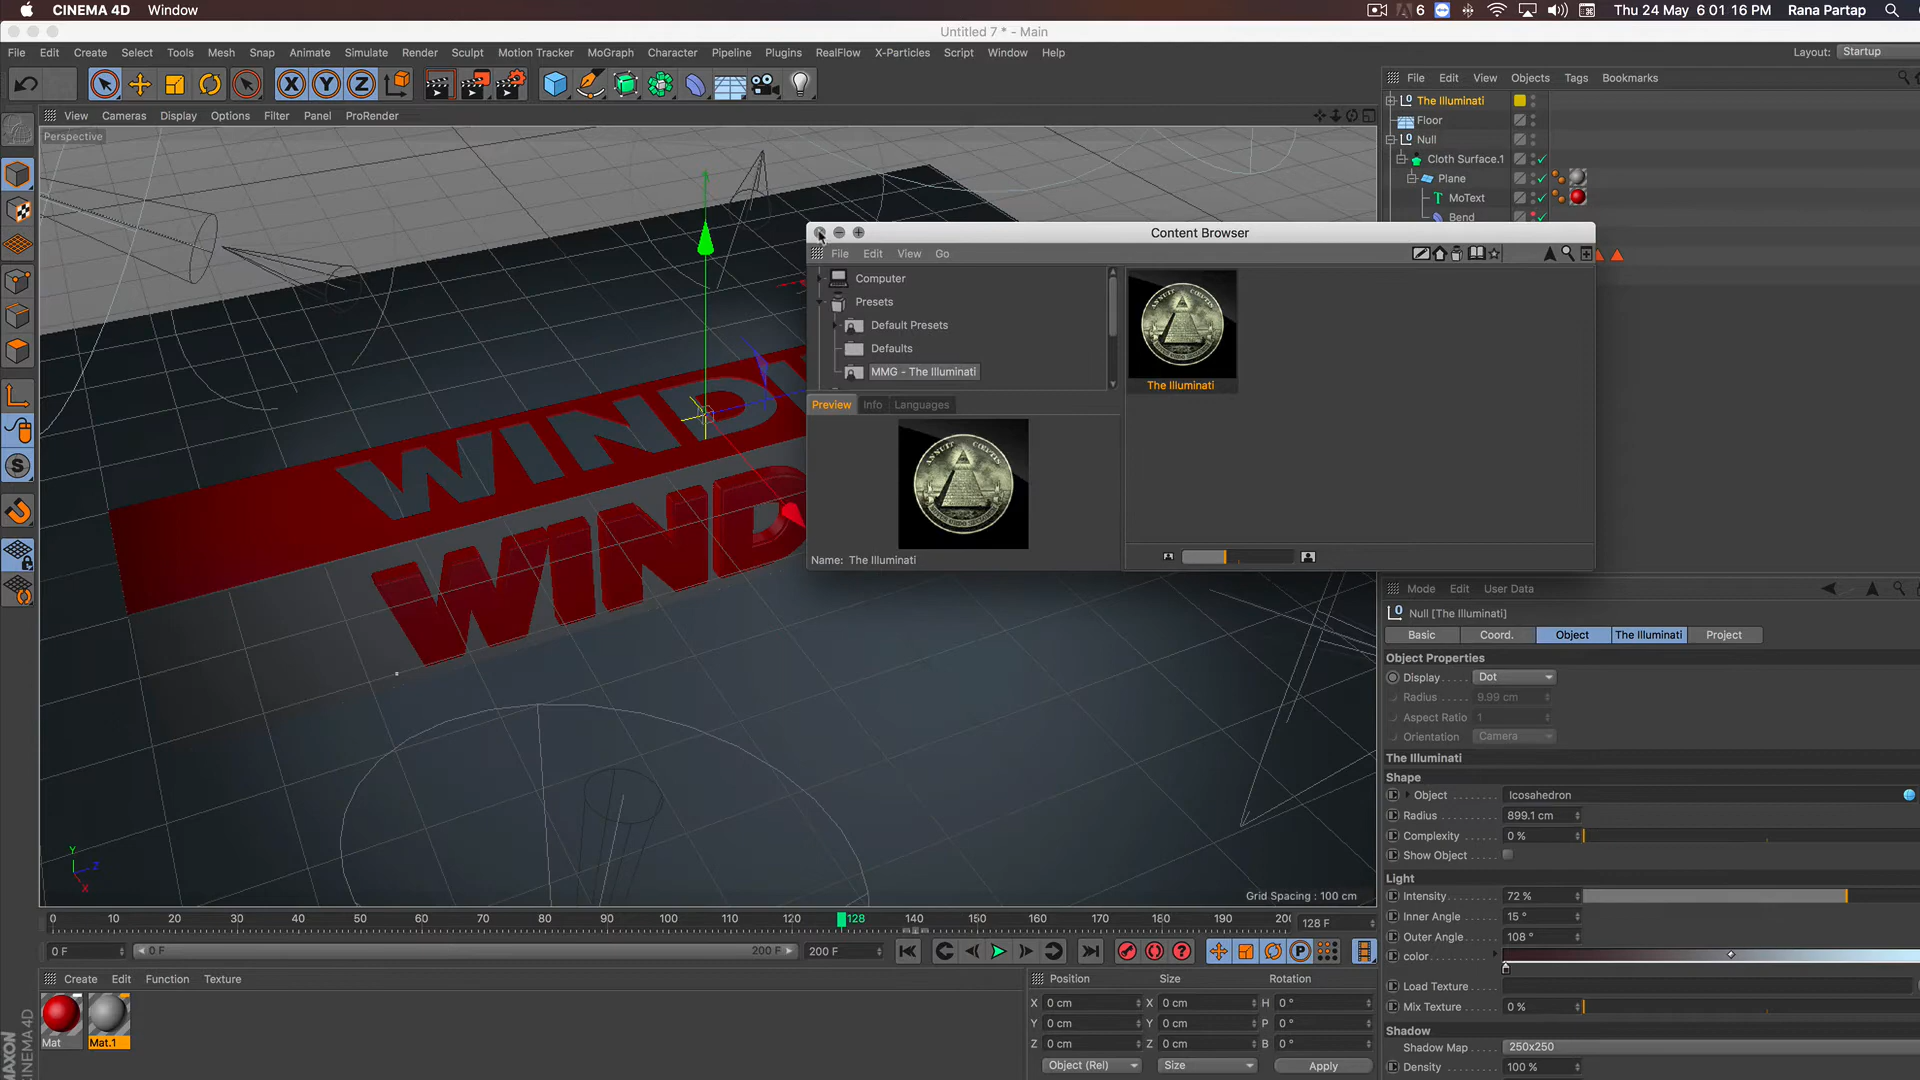 CINEMA 4D Window 6 Thu 24 May 6 01 16 PM Rana Partap
Untitled 7 * - Main
File Edit Create Select Tools Mesh Snap Animate Simulate Render Sculpt Motion Tracker MoGraph Character Pipeline Plugins RealFlow X-Particles Script Window Help Layout: Startup
X Y Z
File Edit View Objects Tags Bookmarks
View Cameras Display Options Filter Panel ProRender
Perspective
The Illuminati
Floor
Null
Cloth Surface.1
Plane
MoText
Bend
Content Browser
File Edit View Go
Computer
Presets
Default Presets
Defaults
MMG - The Illuminati
Preview Info Languages
ANNUIT CŒPTIS
The Illuminati
ANNUIT CŒPTIS
Name: The Illuminati
WIND
WIND
Mode Edit User Data
Null [The Illuminati]
Basic Coord. Object The Illuminati Project
Object Properties
Display Dot
Radius 9.99 cm
Aspect Ratio 1
Orientation Camera
The Illuminati
Shape
Object Icosahedron
Radius 899.1 cm
Complexity 0 %
Show Object
Light
Intensity 72 %
Inner Angle 15 °
Outer Angle 108 °
color
Load Texture
Mix Texture 0 %
Shadow
Shadow Map 250x250
Density 100 %
Y Z X
Grid Spacing : 100 cm
0 10 20 30 40 50 60 70 80 90 100 110 120 128 140 150 160 170 180 190 200 128 F
0 F 0 F 200 F 200 F
Create Edit Function Texture
Mat Mat.1
Position Size Rotation
X 0 cm X 0 cm H 0 °
Y 0 cm Y 0 cm P 0 °
Z 0 cm Z 0 cm B 0 °
Object (Rel) Size Apply
MAXON
CINEMA 4D